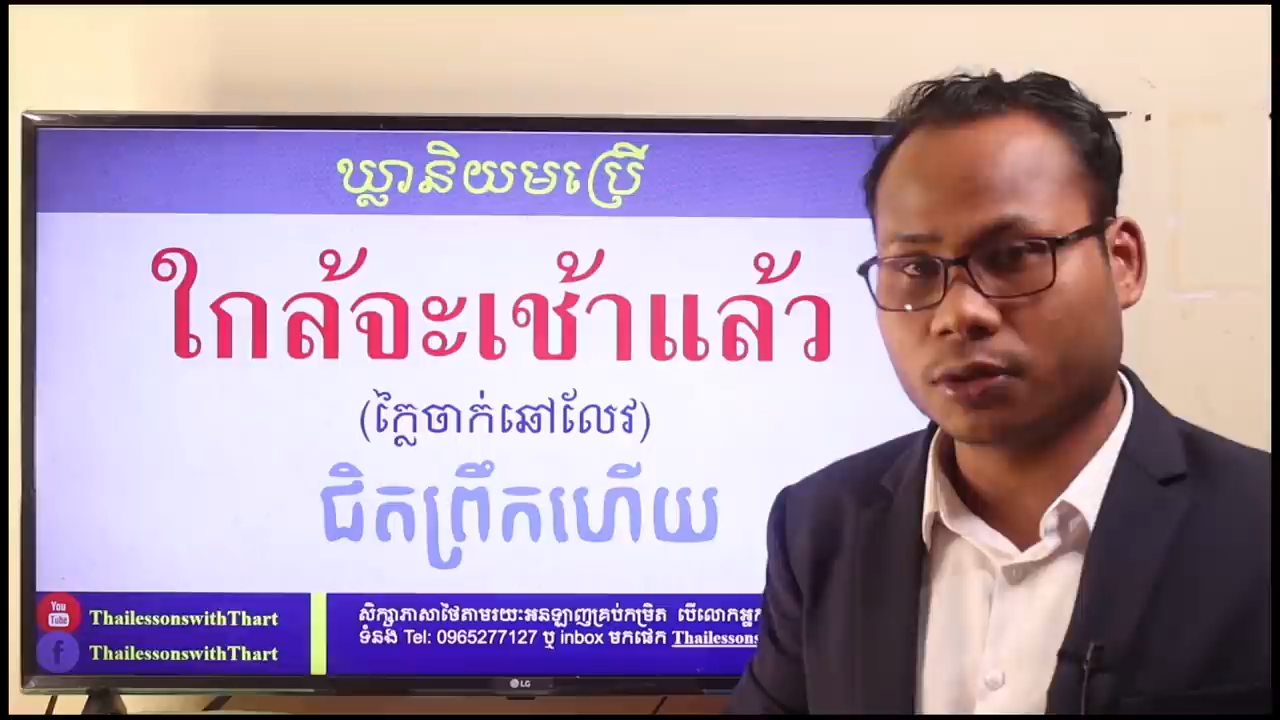 ឃ្លានិយមប្រើ
ใกล้จะเช้าแล้ว
(ក្លៃចាក់ឆៅលែវ)
ជិតព្រឹកហើយ
You Tube ThailessonswithThart
f ThailessonswithThart
សិក្សាភាសាថៃតាមរយៈអនឡាញគ្រប់កម្រិត បើលោកអ្នក
ទំនង Tel: 0965277127 ឬ inbox មកផេក Thailessons
LG